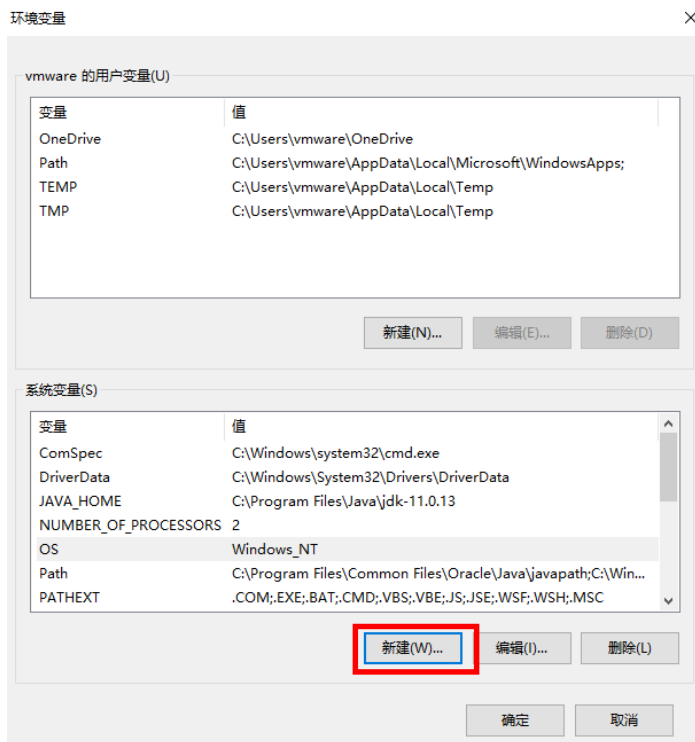 环境变量
vmware 的用户变量(U)
变量 值
OneDrive C:\Users\vmware\OneDrive
Path C:\Users\vmware\AppData\Local\Microsoft\WindowsApps;
TEMP C:\Users\vmware\AppData\Local\Temp
TMP C:\Users\vmware\AppData\Local\Temp
新建(N)... 编辑(E)... 删除(D)
系统变量(S)
变量 值
ComSpec C:\Windows\system32\cmd.exe
DriverData C:\Windows\System32\Drivers\DriverData
JAVA_HOME C:\Program Files\Java\jdk-11.0.13
NUMBER_OF_PROCESSORS 2
OS Windows_NT
Path C:\Program Files\Common Files\Oracle\Java\javapath;C:\Win...
PATHEXT .COM;.EXE;.BAT;.CMD;.VBS;.VBE;.JS;.JSE;.WSF;.WSH;.MSC
新建(W)... 编辑(I)... 删除(L)
确定 取消